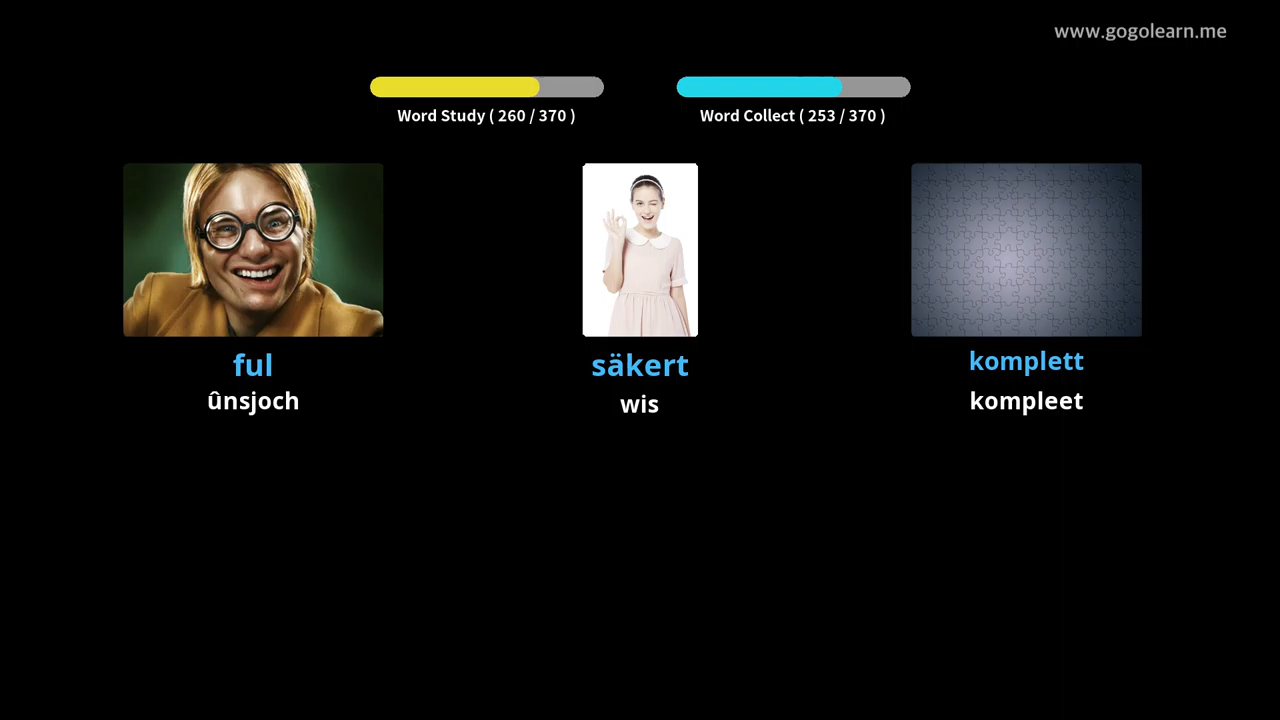 www.gogolearn.me
Word Study ( 260 / 370 )
Word Collect ( 253 / 370 )
ful
säkert
komplett
ûnsjoch
wis
kompleet